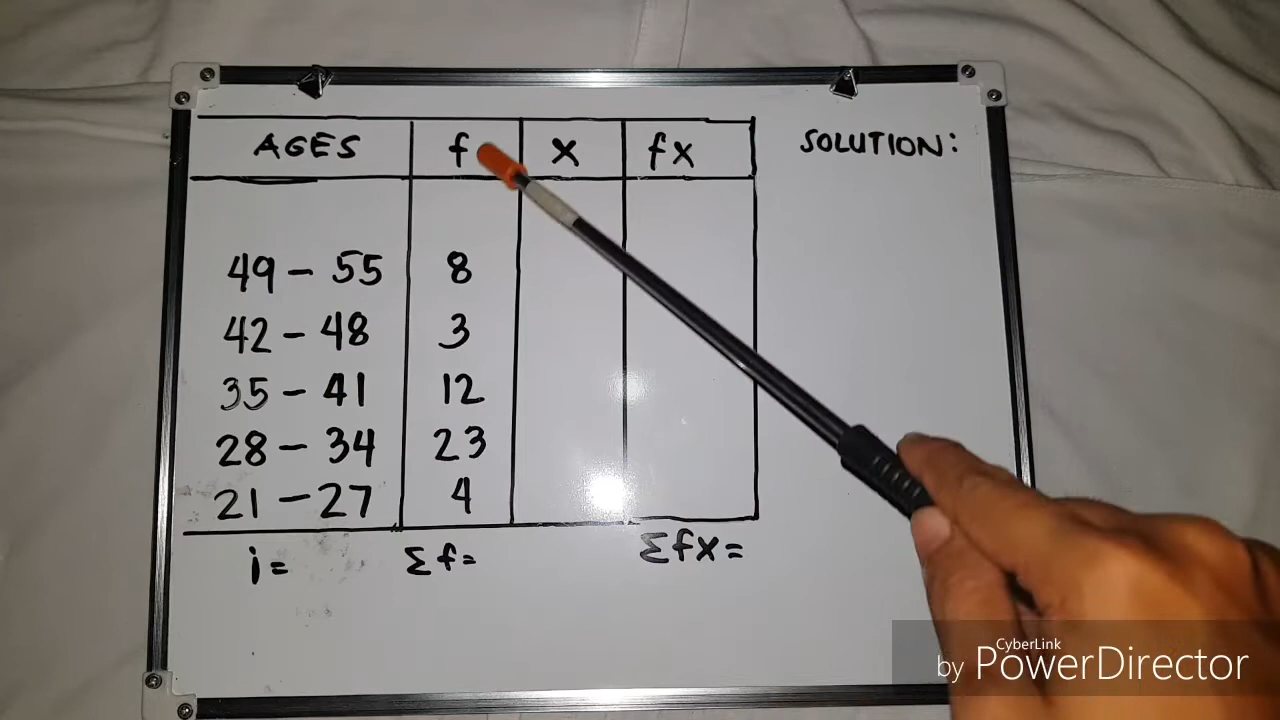 AGES f x fx SOLUTION:
49 - 55 8
42 - 48 3
35 - 41 12
28 - 34 23
21 - 27 4
i = Σf = Σfx =
CyberLink
by PowerDirector